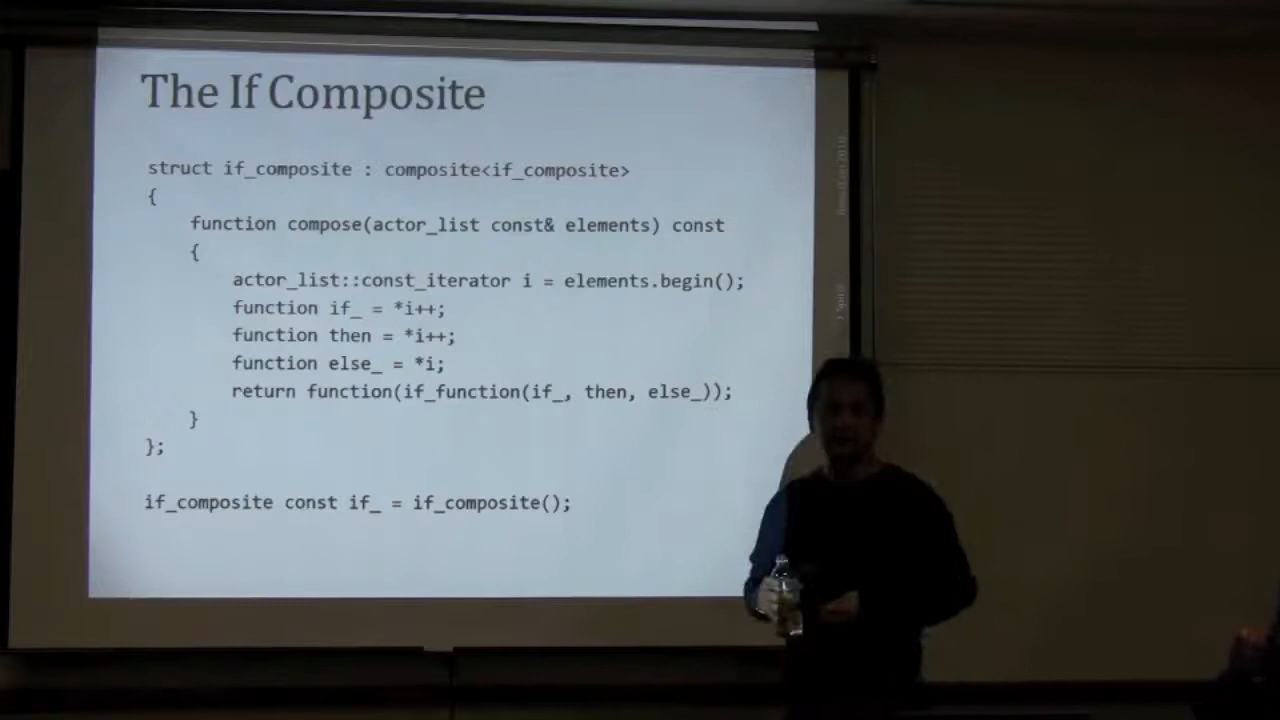 The If Composite
struct if_composite : composite<if_composite>
{
function compose(actor_list const& elements) const
{
actor_list::const_iterator i = elements.begin();
function if_ = *i++;
function then = *i++;
function else_ = *i;
return function(if_function(if_, then, else_));
}
};
if_composite const if_ = if_composite();